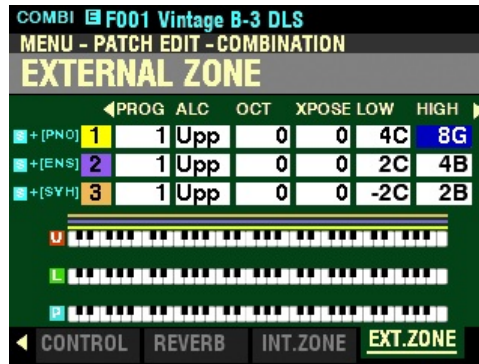 COMBI E F001 Vintage B-3 DLS
MENU - PATCH EDIT - COMBINATION
EXTERNAL ZONE
PROG ALC OCT XPOSE LOW HIGH
S +[PNO] 1 1 Upp 0 0 4C 8G
S +[ENS] 2 1 Upp 0 0 2C 4B
S +[SYH] 3 1 Upp 0 0 -2C 2B
U
L
P
CONTROL REVERB INT.ZONE EXT.ZONE